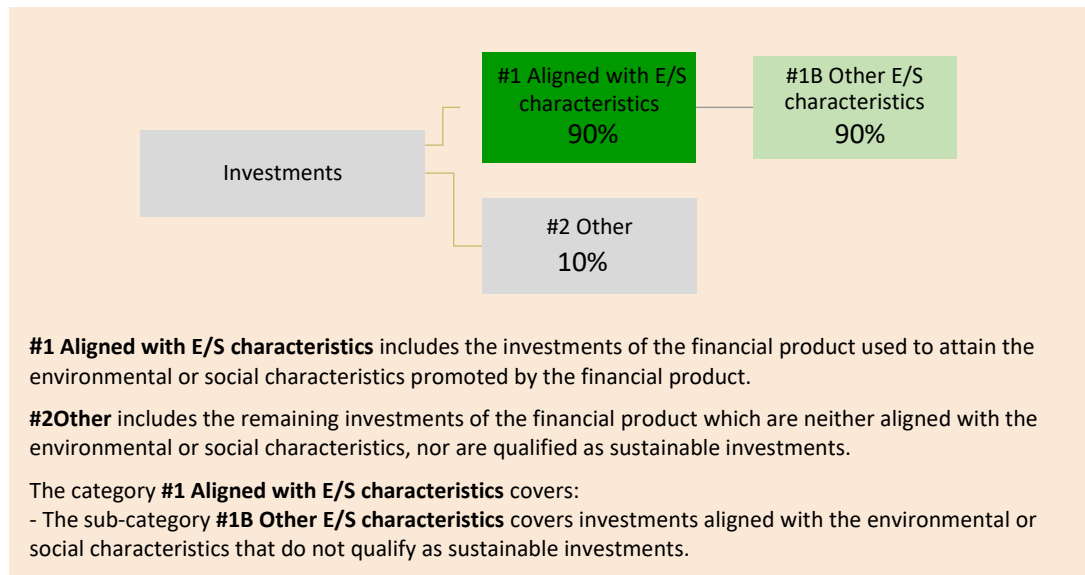 #1 Aligned with E/S
characteristics
90%
#1B Other E/S
characteristics
90%
Investments
#2 Other
10%
#1 Aligned with E/S characteristics includes the investments of the financial product used to attain the
environmental or social characteristics promoted by the financial product.
#2Other includes the remaining investments of the financial product which are neither aligned with the
environmental or social characteristics, nor are qualified as sustainable investments.
The category #1 Aligned with E/S characteristics covers:
- The sub-category #1B Other E/S characteristics covers investments aligned with the environmental or
social characteristics that do not qualify as sustainable investments.